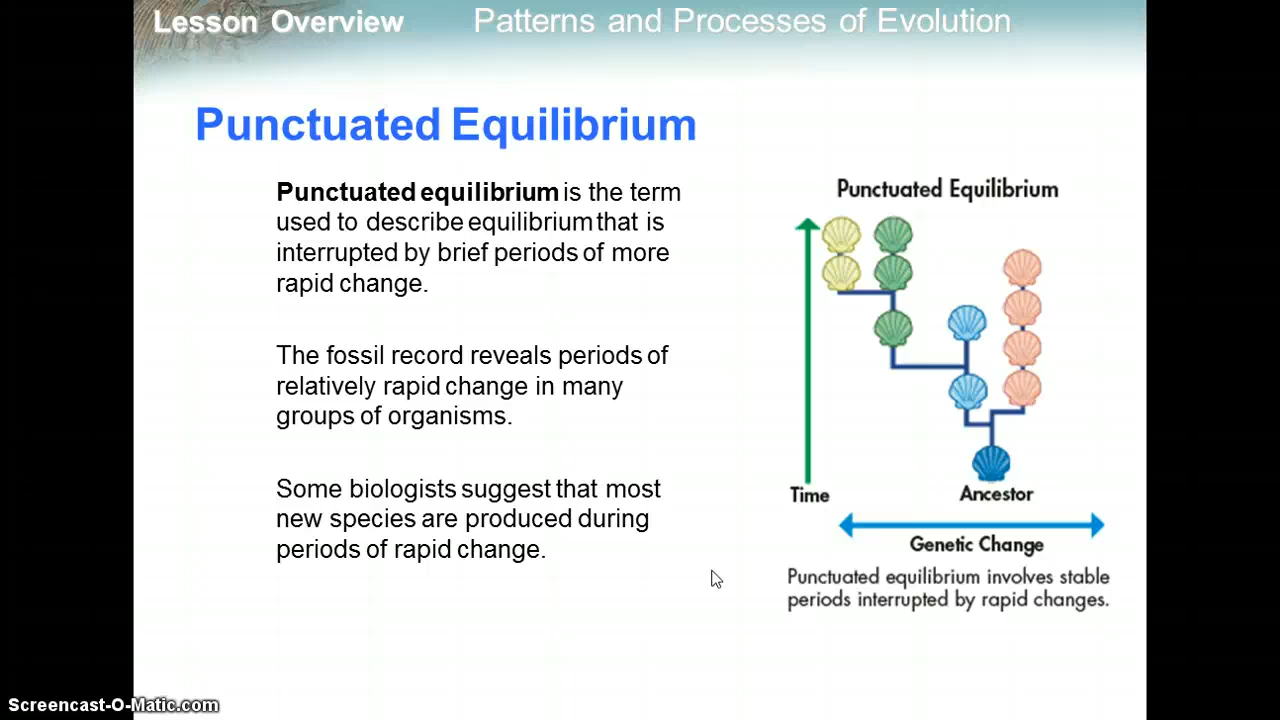 Lesson Overview Patterns and Processes of Evolution
Punctuated Equilibrium
Punctuated equilibrium is the term
used to describe equilibrium that is
interrupted by brief periods of more
rapid change.
The fossil record reveals periods of
relatively rapid change in many
groups of organisms.
Some biologists suggest that most
new species are produced during
periods of rapid change.
Punctuated Equilibrium
Time
Ancestor
Genetic Change
Punctuated equilibrium involves stable
periods interrupted by rapid changes.
Screencast-O-Matic.com